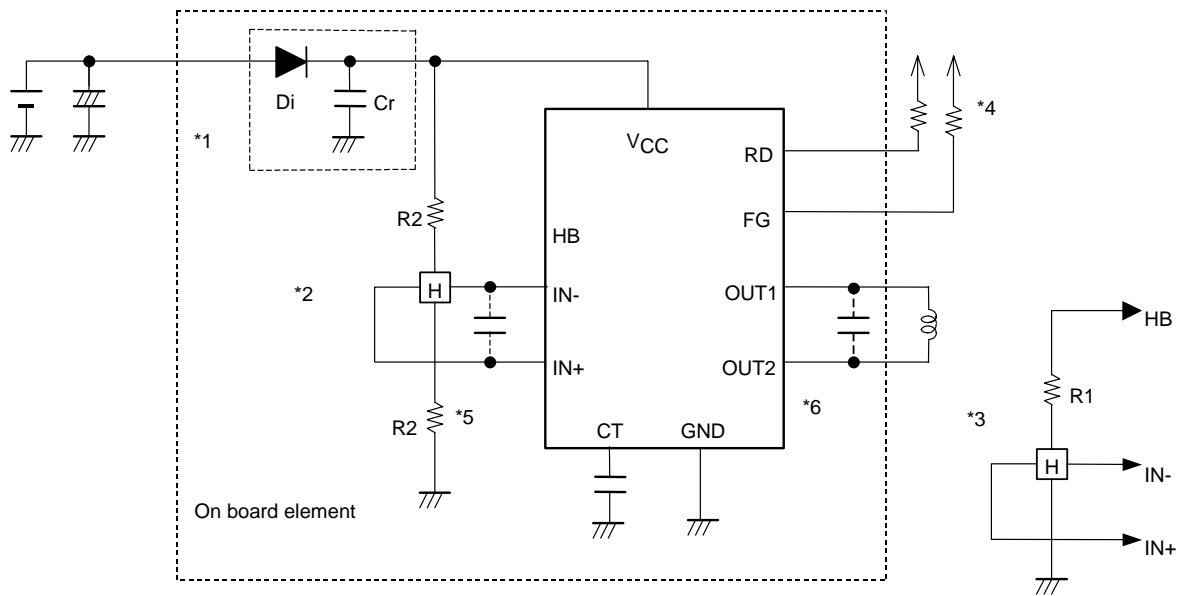 Di
Cr
*1
VCC
RD
FG
*4
R2
HB
*2
H
IN-
IN+
OUT1
OUT2
R2
*5
CT
GND
*6
On board element
HB
R1
*3
H
IN-
IN+